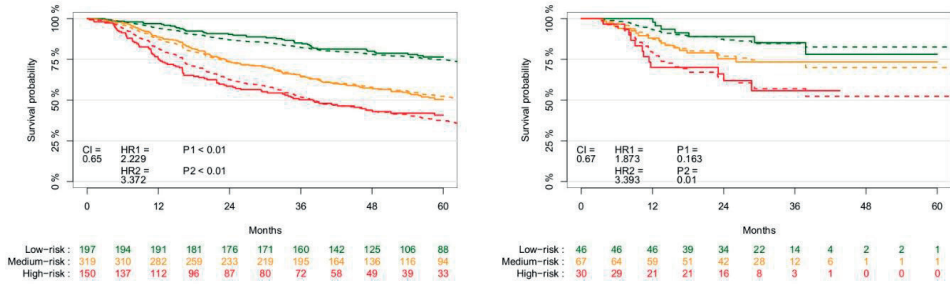 Survival probability
100 %
75 %
50 %
25 %
0 %
CI = HR1 = P1 < 0.01
0.65 2.229
HR2 = P2 < 0.01
3.372
0 12 24 36 48 60
Months
Low−risk : 197 194 191 181 176 171 160 142 125 106 88
Medium−risk : 319 310 282 259 233 219 195 164 136 116 94
High−risk : 150 137 112 96 87 80 72 58 49 39 33
Survival probability
100 %
75 %
50 %
25 %
0 %
CI = HR1 = P1 =
0.67 1.873 0.163
HR2 = P2 =
3.393 0.01
0 12 24 36 48 60
Months
Low−risk : 46 46 46 39 34 22 14 4 2 2 1
Medium−risk : 67 64 59 51 42 28 12 6 1 1 1
High−risk : 30 29 21 21 16 8 3 1 0 0 0